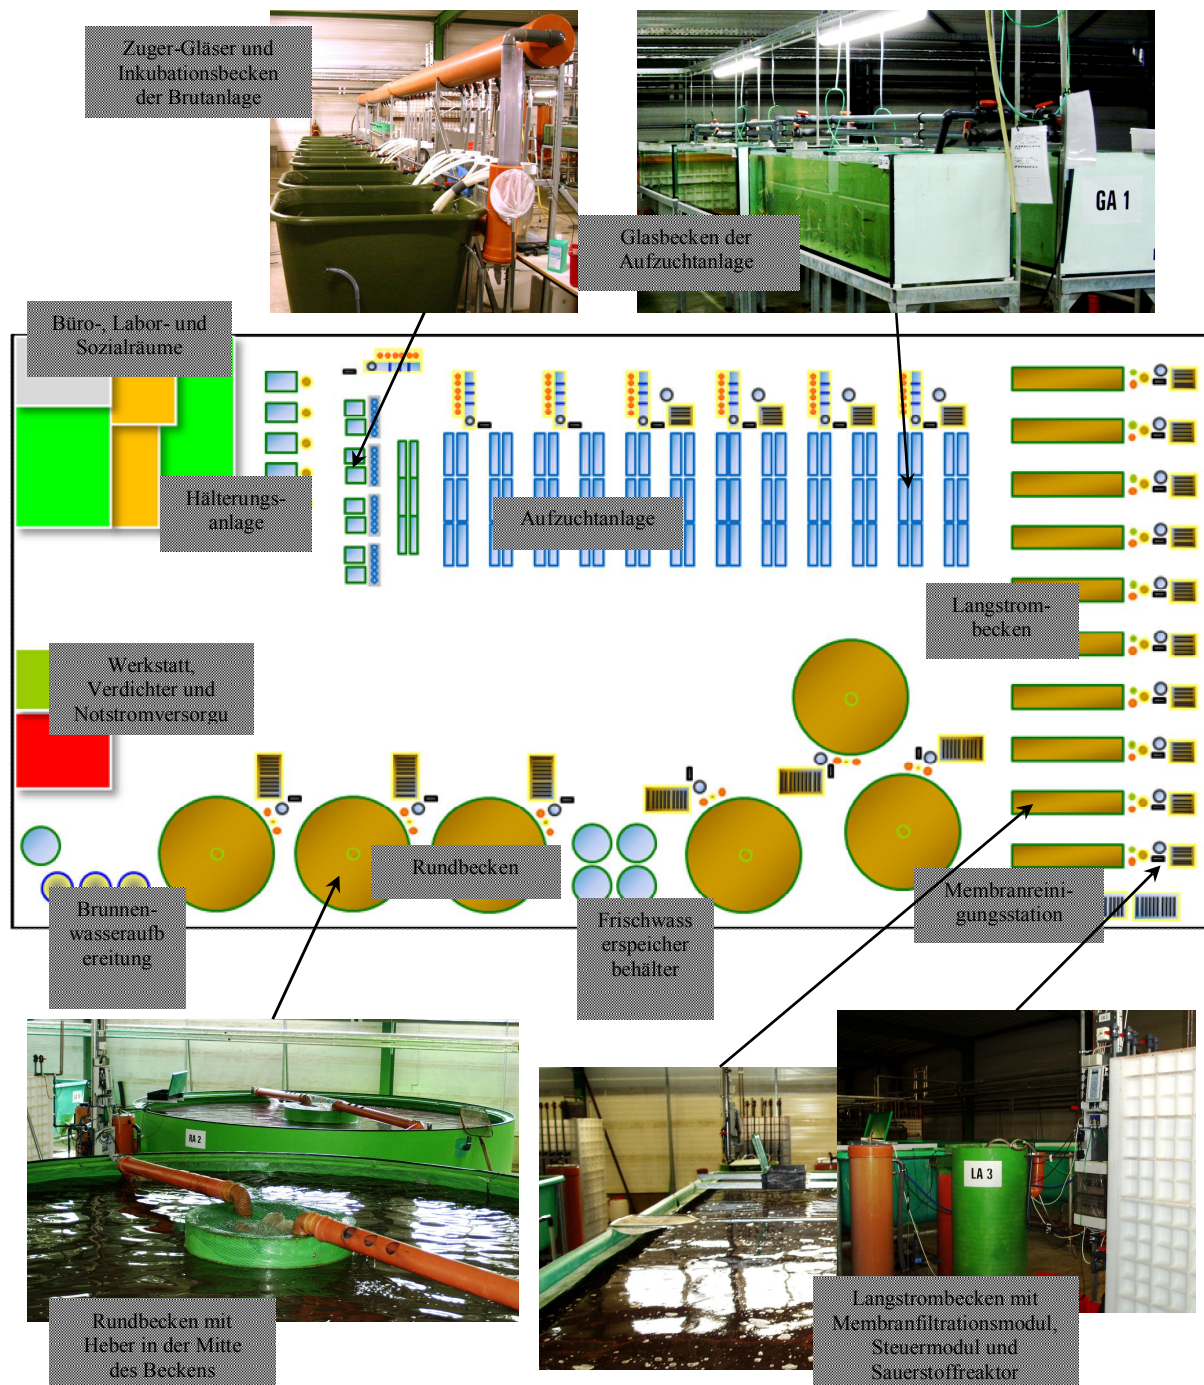 Zuger-Gläser und
Inkubationsbecken
der Brutanlage
GA 1
Glasbecken der
Aufzuchtanlage
Büro-, Labor- und
Sozialräume
Hälterungs-
anlage
Aufzuchtanlage
Langstrom-
becken
Werkstatt,
Verdichter und
Notstromversorgu
Rundbecken
Membranreini-
gungsstation
Brunnen-
wasseraufb
ereitung
Frischwass
erspeicher
behälter
RA 2
LA 3
Rundbecken mit
Heber in der Mitte
des Beckens
Langstrombecken mit
Membranfiltrationsmodul,
Steuermodul und
Sauerstoffreaktor